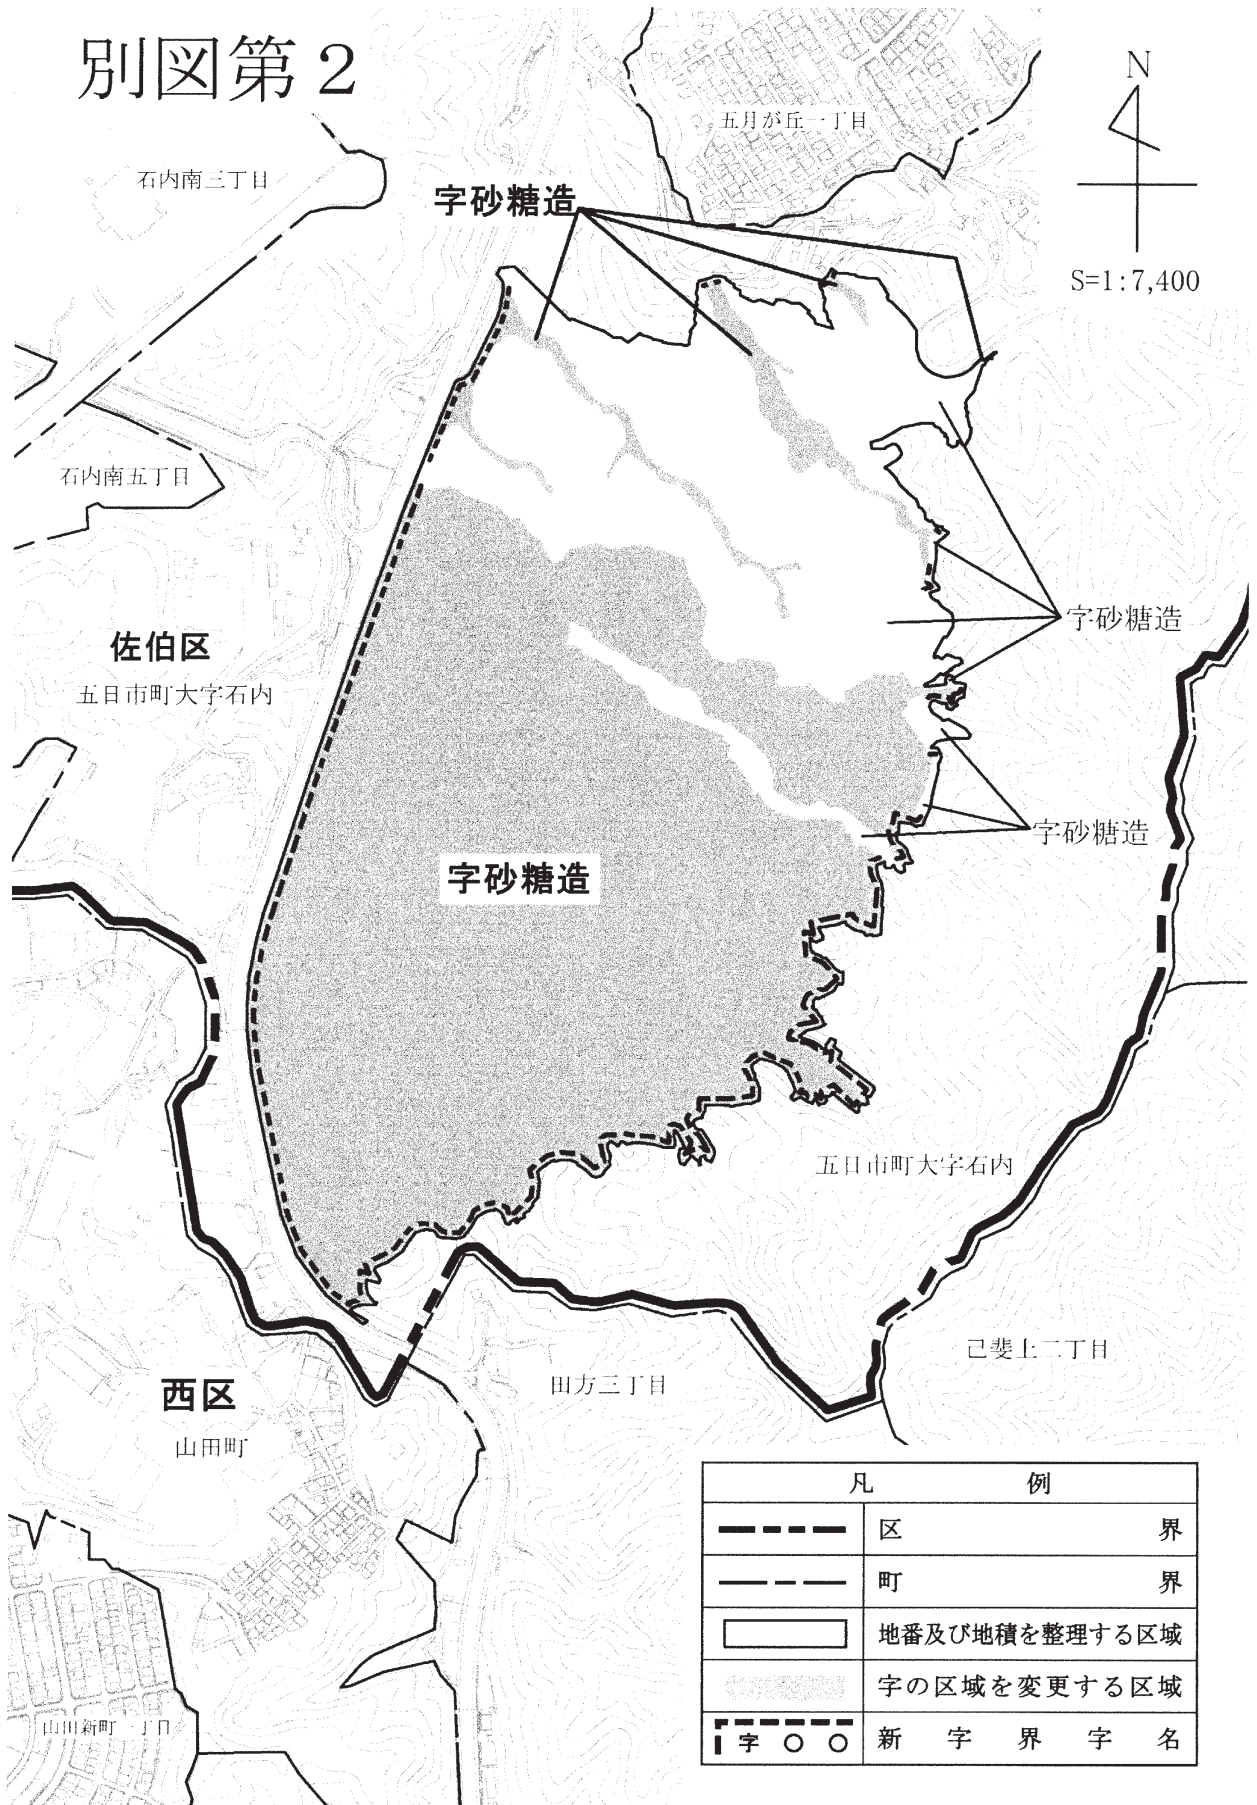 別図第２
N
S=1:7,400
五月が丘一丁目
石内南三丁目
字砂糖造
石内南五丁目
字砂糖造
佐伯区
五日市町大字石内
字砂糖造
字砂糖造
五日市町大字石内
己斐上二丁目
西区
田方三丁目
山田町
山田新町一丁目
凡例
区界
町界
地番及び地積を整理する区域
字の区域を変更する区域
字○○ 新字界字名